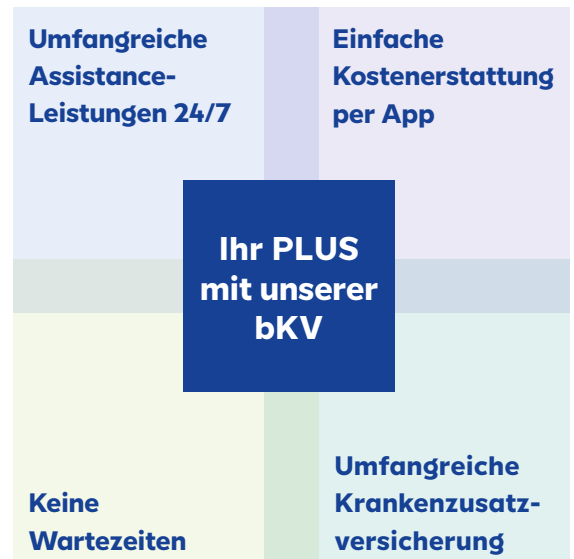 Umfangreiche
Assistance-
Leistungen 24/7
Einfache
Kostenerstattung
per App
Ihr PLUS
mit unserer
bKV
Keine
Wartezeiten
Umfangreiche
Krankenzusatz-
versicherung